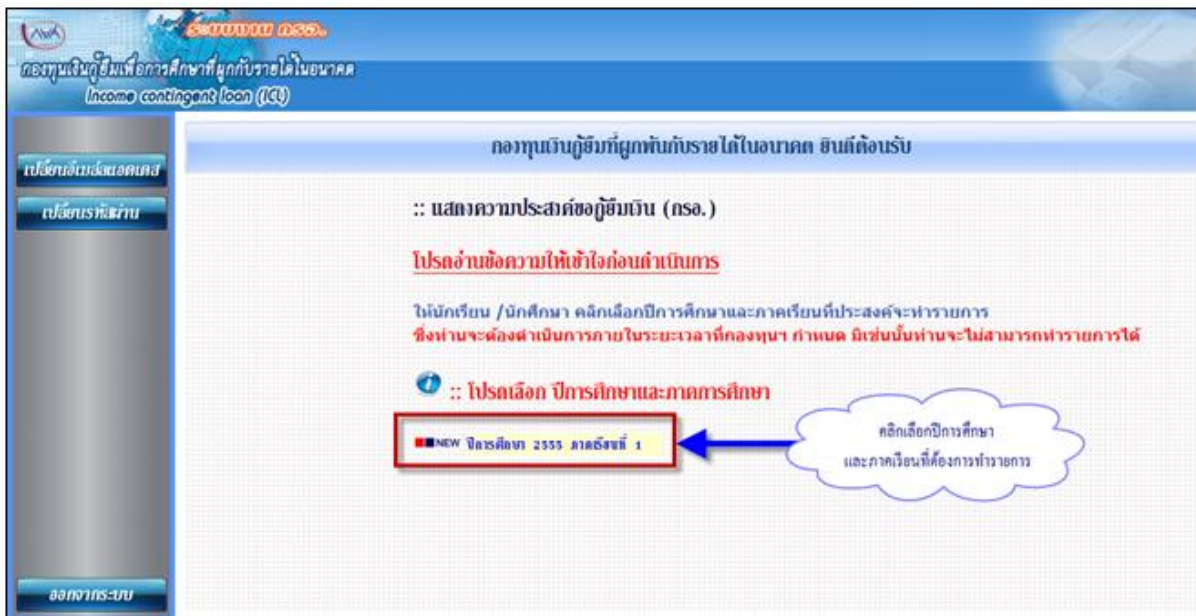 ระบบงาน กรอ.
กองทุนเงินกู้ยืมเพื่อการศึกษาที่ผูกกับรายได้ในอนาคต
Income contingent loan (ICL)
กองทุนเงินกู้ยืมที่ผูกพันกับรายได้ในอนาคต ยินดีต้อนรับ
เปลี่ยนอีเมล์แอดเดส
เปลี่ยนรหัสผ่าน
:: แสดงความประสงค์ขอกู้ยืมเงิน (กรอ.)
โปรดอ่านข้อความให้เข้าใจก่อนดำเนินการ
ให้นักเรียน /นักศึกษา คลิกเลือกปีการศึกษาและภาคเรียนที่ประสงค์จะทำรายการ
ซึ่งท่านจะต้องดำเนินการภายในระยะเวลาที่กองทุนฯ กำหนด มิเช่นนั้นท่านจะไม่สามารถทำรายการได้
:: โปรดเลือก ปีการศึกษาและภาคการศึกษา
NEW ปีการศึกษา 2555 ภาคเรียนที่ 1
คลิกเลือกปีการศึกษา
และภาคเรียนที่ต้องการทำรายการ
ออกจากระบบ